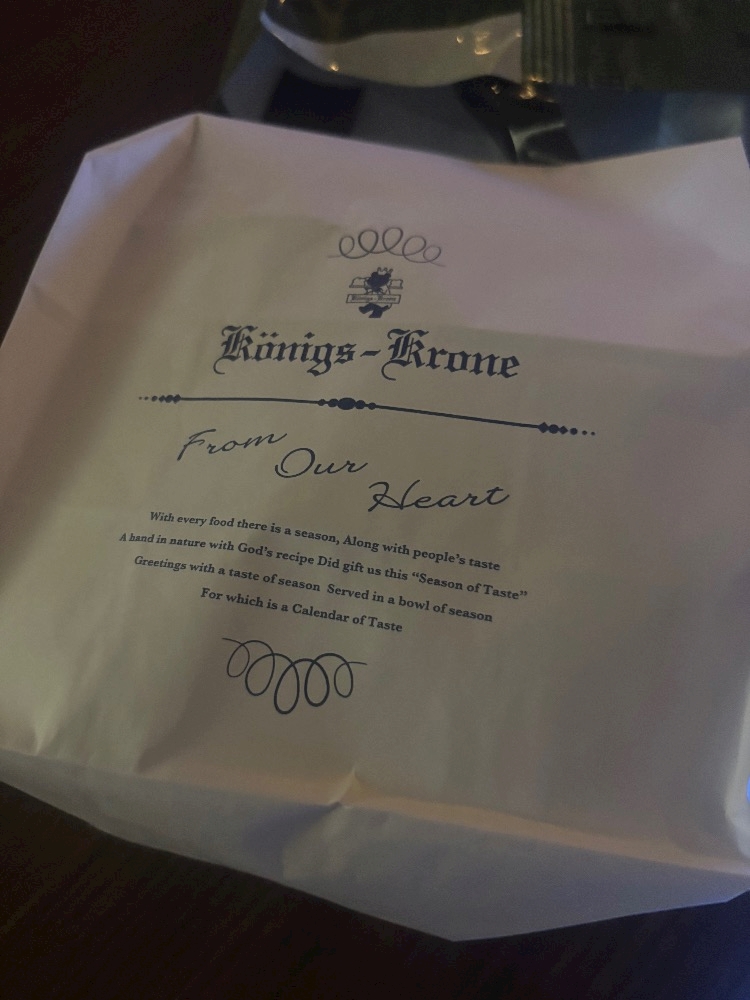 Königs-Krone
Königs-Krone
From
Our
Heart
With every food there is a season, Along with people's taste
A hand in nature with God's recipe Did gift us this “Season of Taste”
Greetings with a taste of season Served in a bowl of season
For which is a Calendar of Taste